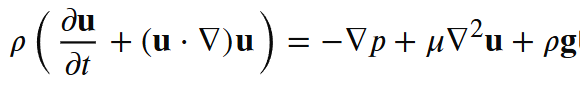 ρ ( ∂𝐮/∂t + (𝐮 · ∇)𝐮 ) = −∇p + μ∇²𝐮 + ρ𝐠